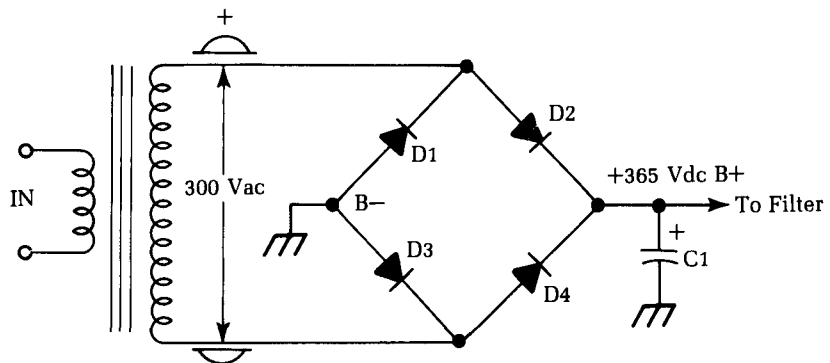 +
D2
D1
+365 Vdc B+
IN
300 Vac
B−
To Filter
+
D3
C1
D4